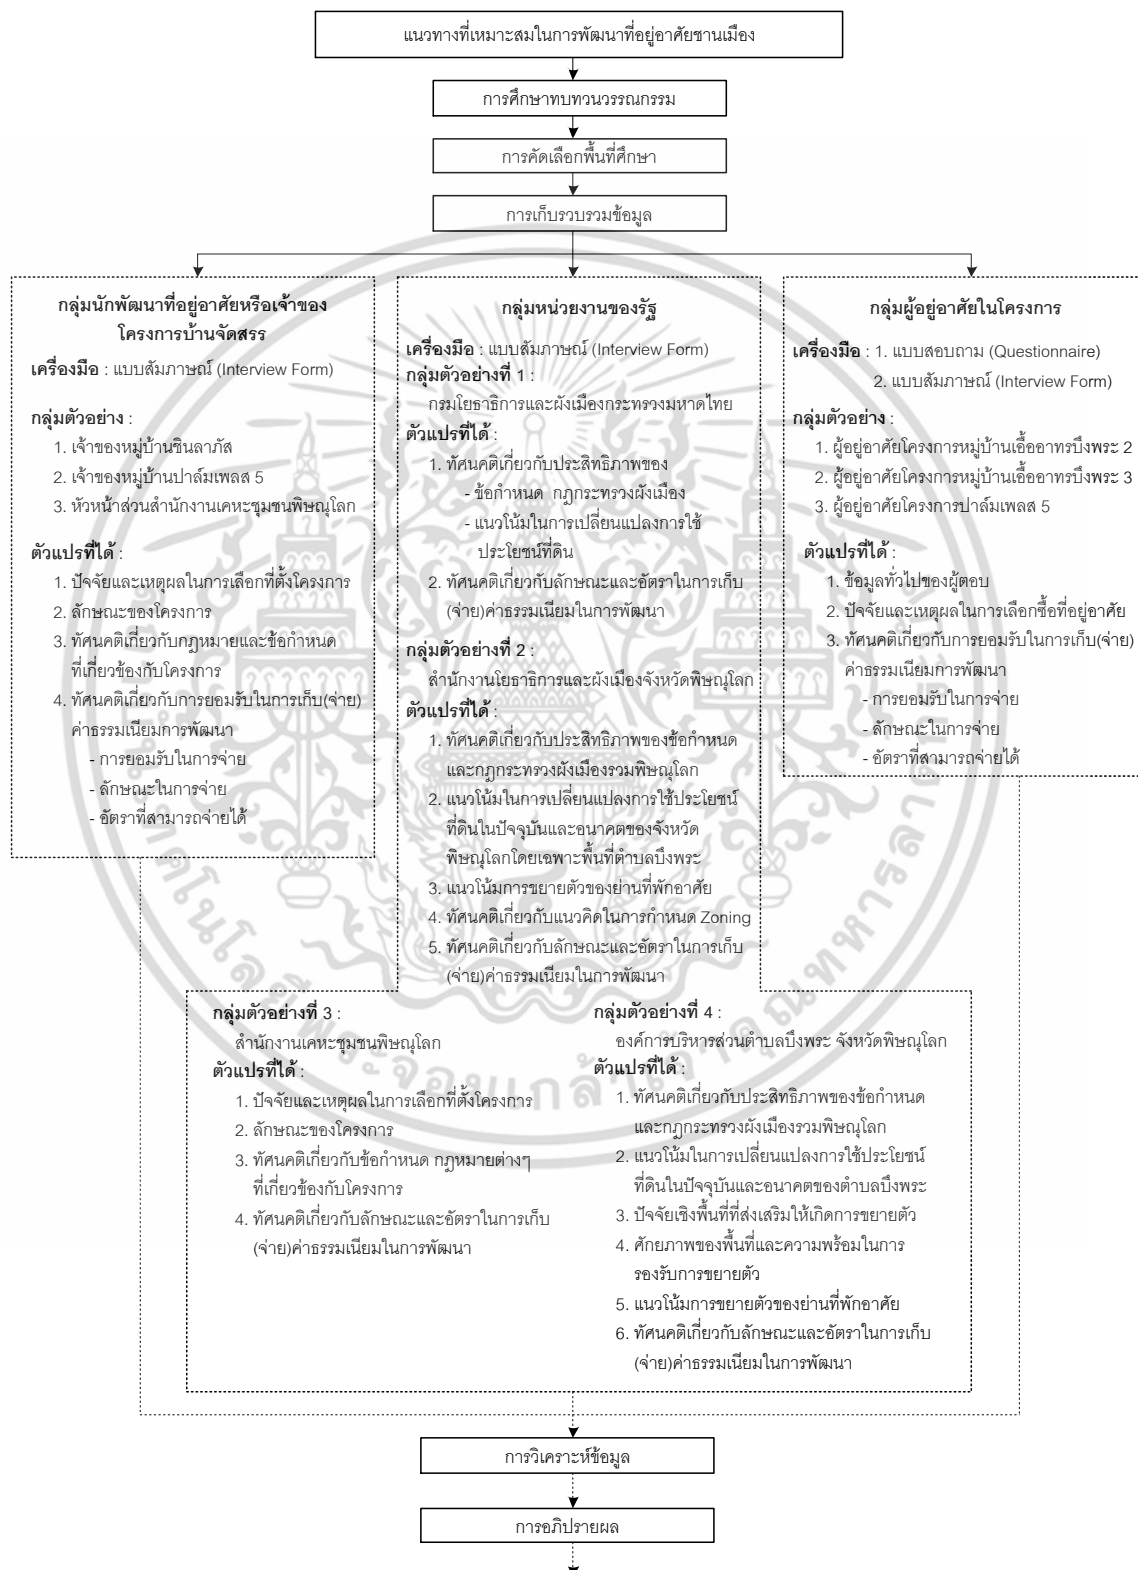 แนวทางที่เหมาะสมในการพัฒนาที่อยู่อาศัยชานเมือง
การศึกษาทบทวนวรรณกรรม
การคัดเลือกพื้นที่ศึกษา
การเก็บรวบรวมข้อมูล
กลุ่มนักพัฒนาที่อยู่อาศัยหรือเจ้าของ
โครงการบ้านจัดสรร
เครื่องมือ : แบบสัมภาษณ์ (Interview Form)
กลุ่มตัวอย่าง :
1. เจ้าของหมู่บ้านชินลาภัส
2. เจ้าของหมู่บ้านปาล์มเพลส 5
3. หัวหน้าส่วนสำนักงานเคหะชุมชนพิษณุโลก
ตัวแปรที่ได้ :
1. ปัจจัยและเหตุผลในการเลือกที่ตั้งโครงการ
2. ลักษณะของโครงการ
3. ทัศนคติเกี่ยวกับกฎหมายและข้อกำหนด
ที่เกี่ยวข้องกับโครงการ
4. ทัศนคติเกี่ยวกับการยอมรับในการเก็บ(จ่าย)
ค่าธรรมเนียมการพัฒนา
- การยอมรับในการจ่าย
- ลักษณะในการจ่าย
- อัตราที่สามารถจ่ายได้
กลุ่มหน่วยงานของรัฐ
เครื่องมือ : แบบสัมภาษณ์ (Interview Form)
กลุ่มตัวอย่างที่ 1 :
กรมโยธาธิการและผังเมืองกระทรวงมหาดไทย
ตัวแปรที่ได้ :
1. ทัศนคติเกี่ยวกับประสิทธิภาพของ
- ข้อกำหนด กฎกระทรวงผังเมือง
- แนวโน้มในการเปลี่ยนแปลงการใช้
ประโยชน์ที่ดิน
2. ทัศนคติเกี่ยวกับลักษณะและอัตราในการเก็บ
(จ่าย)ค่าธรรมเนียมในการพัฒนา
กลุ่มตัวอย่างที่ 2 :
สำนักงานโยธาธิการและผังเมืองจังหวัดพิษณุโลก
ตัวแปรที่ได้ :
1. ทัศนคติเกี่ยวกับประสิทธิภาพของข้อกำหนด
และกฎกระทรวงผังเมืองรวมพิษณุโลก
2. แนวโน้มในการเปลี่ยนแปลงการใช้ประโยชน์
ที่ดินในปัจจุบันและอนาคตของจังหวัด
พิษณุโลกโดยเฉพาะพื้นที่ตำบลบึงพระ
3. แนวโน้มการขยายตัวของย่านที่พักอาศัย
4. ทัศนคติเกี่ยวกับแนวคิดในการกำหนด Zoning
5. ทัศนคติเกี่ยวกับลักษณะและอัตราในการเก็บ
(จ่าย)ค่าธรรมเนียมในการพัฒนา
กลุ่มผู้อยู่อาศัยในโครงการ
เครื่องมือ : 1. แบบสอบถาม (Questionnaire)
2. แบบสัมภาษณ์ (Interview Form)
กลุ่มตัวอย่าง :
1. ผู้อยู่อาศัยโครงการหมู่บ้านเอื้ออาทรบึงพระ 2
2. ผู้อยู่อาศัยโครงการหมู่บ้านเอื้ออาทรบึงพระ 3
3. ผู้อยู่อาศัยโครงการปาล์มเพลส 5
ตัวแปรที่ได้ :
1. ข้อมูลทั่วไปของผู้ตอบ
2. ปัจจัยและเหตุผลในการเลือกซื้อที่อยู่อาศัย
3. ทัศนคติเกี่ยวกับการยอมรับในการเก็บ(จ่าย)
ค่าธรรมเนียมการพัฒนา
- การยอมรับในการจ่าย
- ลักษณะในการจ่าย
- อัตราที่สามารถจ่ายได้
กลุ่มตัวอย่างที่ 3 :
สำนักงานเคหะชุมชนพิษณุโลก
ตัวแปรที่ได้ :
1. ปัจจัยและเหตุผลในการเลือกที่ตั้งโครงการ
2. ลักษณะของโครงการ
3. ทัศนคติเกี่ยวกับข้อกำหนด กฎหมายต่างๆ
ที่เกี่ยวข้องกับโครงการ
4. ทัศนคติเกี่ยวกับลักษณะและอัตราในการเก็บ
(จ่าย)ค่าธรรมเนียมในการพัฒนา
กลุ่มตัวอย่างที่ 4 :
องค์การบริหารส่วนตำบลบึงพระ จังหวัดพิษณุโลก
ตัวแปรที่ได้ :
1. ทัศนคติเกี่ยวกับประสิทธิภาพของข้อกำหนด
และกฎกระทรวงผังเมืองรวมพิษณุโลก
2. แนวโน้มในการเปลี่ยนแปลงการใช้ประโยชน์
ที่ดินในปัจจุบันและอนาคตของตำบลบึงพระ
3. ปัจจัยเชิงพื้นที่ที่ส่งเสริมให้เกิดการขยายตัว
4. ศักยภาพของพื้นที่และความพร้อมในการ
รองรับการขยายตัว
5. แนวโน้มการขยายตัวของย่านที่พักอาศัย
6. ทัศนคติเกี่ยวกับลักษณะและอัตราในการเก็บ
(จ่าย)ค่าธรรมเนียมในการพัฒนา
การวิเคราะห์ข้อมูล
การอภิปรายผล